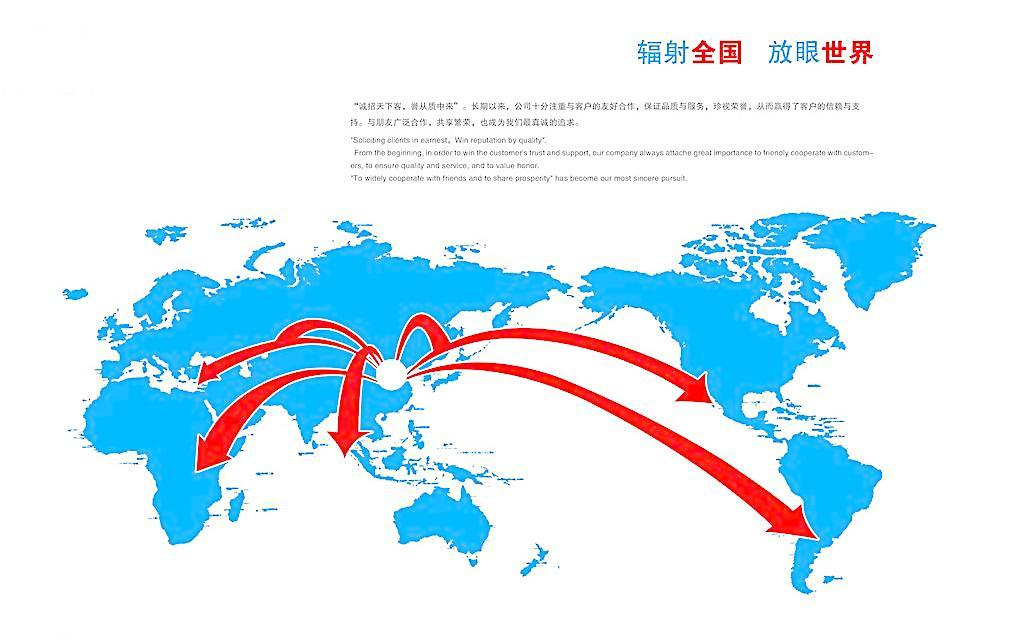 辐射全国 放眼世界
“诚招天下客，誉从质中来”。长期以来，公司十分注重与客户的友好合作，保证品质与服务，珍视荣誉，从而赢得了客户的信赖与支
持。与朋友广泛合作，共享繁荣，也成为我们最真诚的追求。
"Soliciting clients in earnest, Win reputation by quality".
From the beginning, in order to win the customer's trust and support, our company always attache great importance to friendly cooperate with custom-
ers, to ensure quality and service, and to value honor.
"To widely cooperate with friends and to share prosperity" has become our most sincere pursuit.